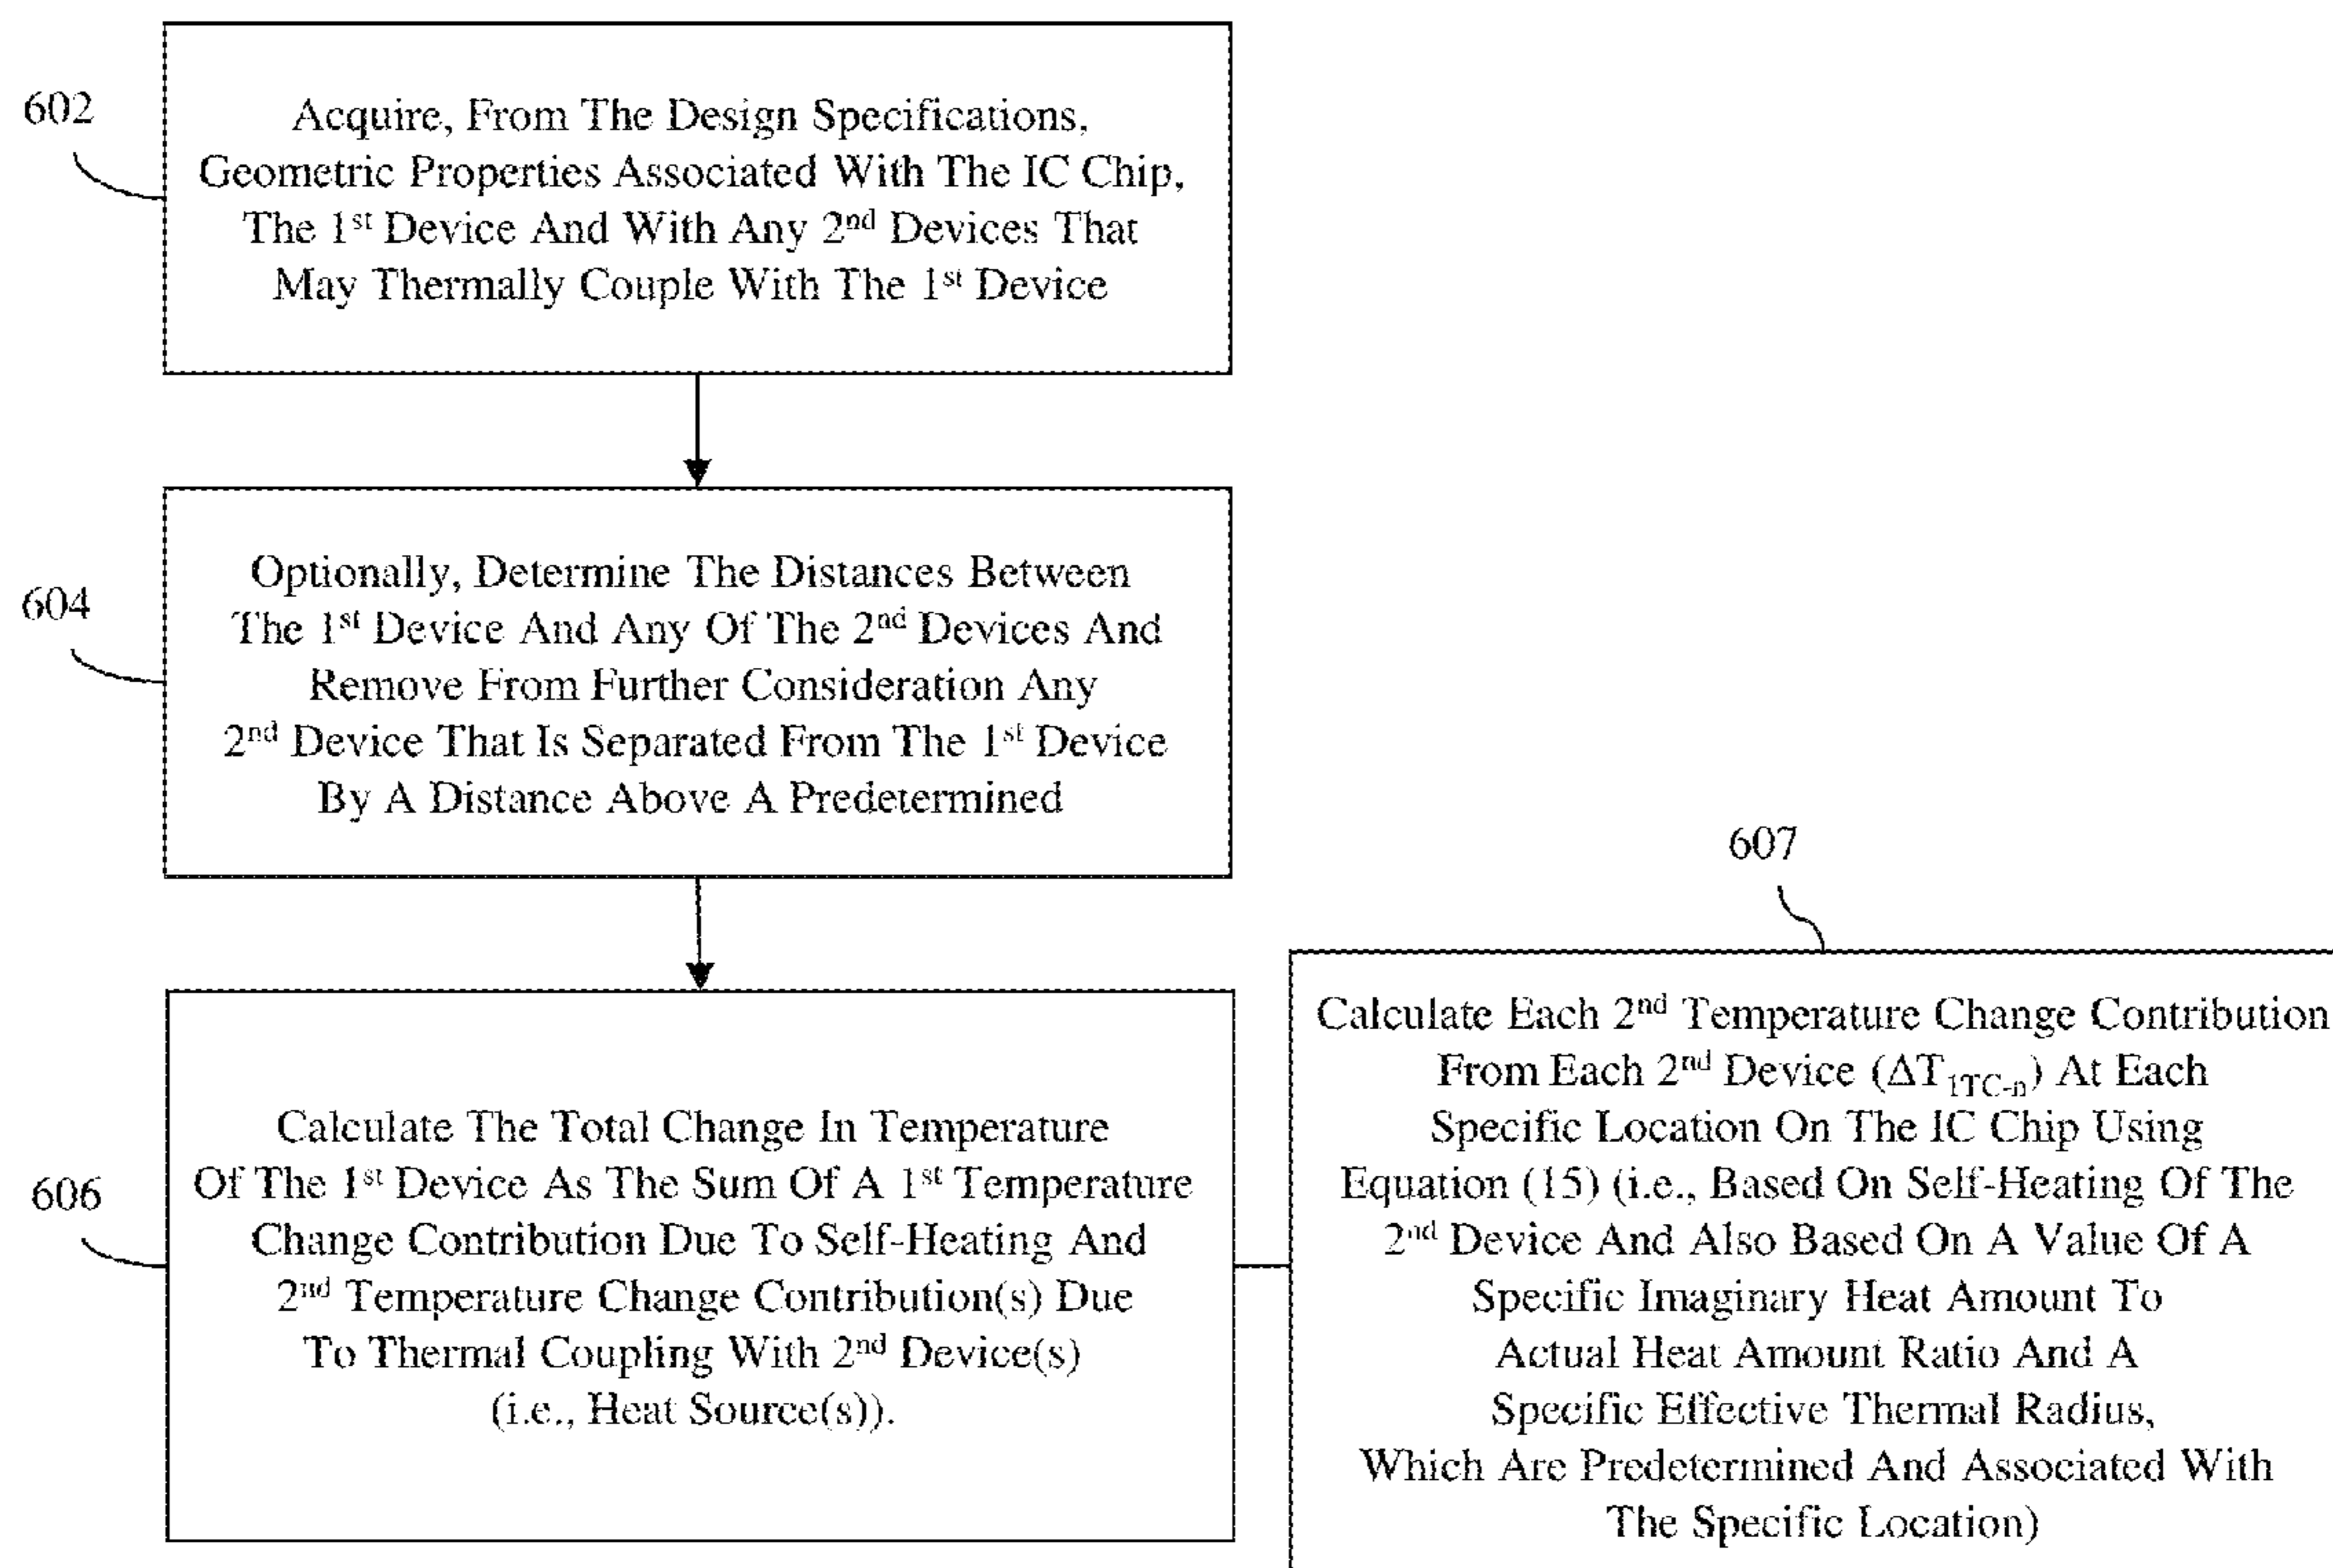 602
Acquire, From The Design Specifications,
Geometric Properties Associated With The IC Chip,
The 1st Device And With Any 2nd Devices That
May Thermally Couple With The 1st Device
604
Optionally, Determine The Distances Between
The 1st Device And Any Of The 2nd Devices And
Remove From Further Consideration Any
2nd Device That Is Separated From The 1st Device
By A Distance Above A Predetermined
606
Calculate The Total Change In Temperature
Of The 1st Device As The Sum Of A 1st Temperature
Change Contribution Due To Self-Heating And
2nd Temperature Change Contribution(s) Due
To Thermal Coupling With 2nd Device(s)
(i.e., Heat Source(s)).
607
Calculate Each 2nd Temperature Change Contribution
From Each 2nd Device (ΔT1TC-n) At Each
Specific Location On The IC Chip Using
Equation (15) (i.e., Based On Self-Heating Of The
2nd Device And Also Based On A Value Of A
Specific Imaginary Heat Amount To
Actual Heat Amount Ratio And A
Specific Effective Thermal Radius,
Which Are Predetermined And Associated With
The Specific Location)